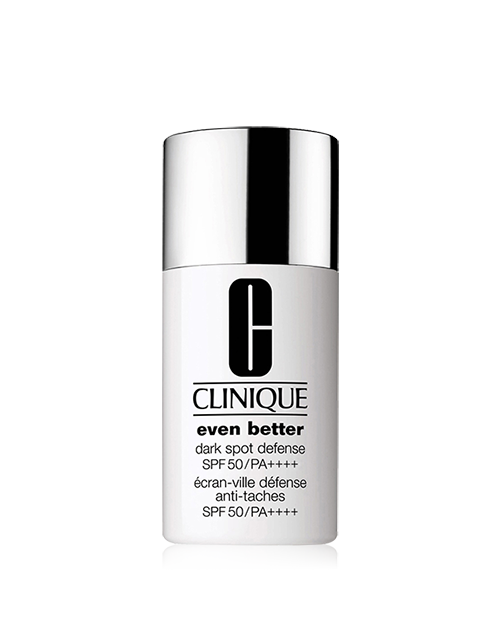 C
CLINIQUE
even better
dark spot defense
SPF 50/PA++++
écran-ville défense
anti-taches
SPF 50/PA++++